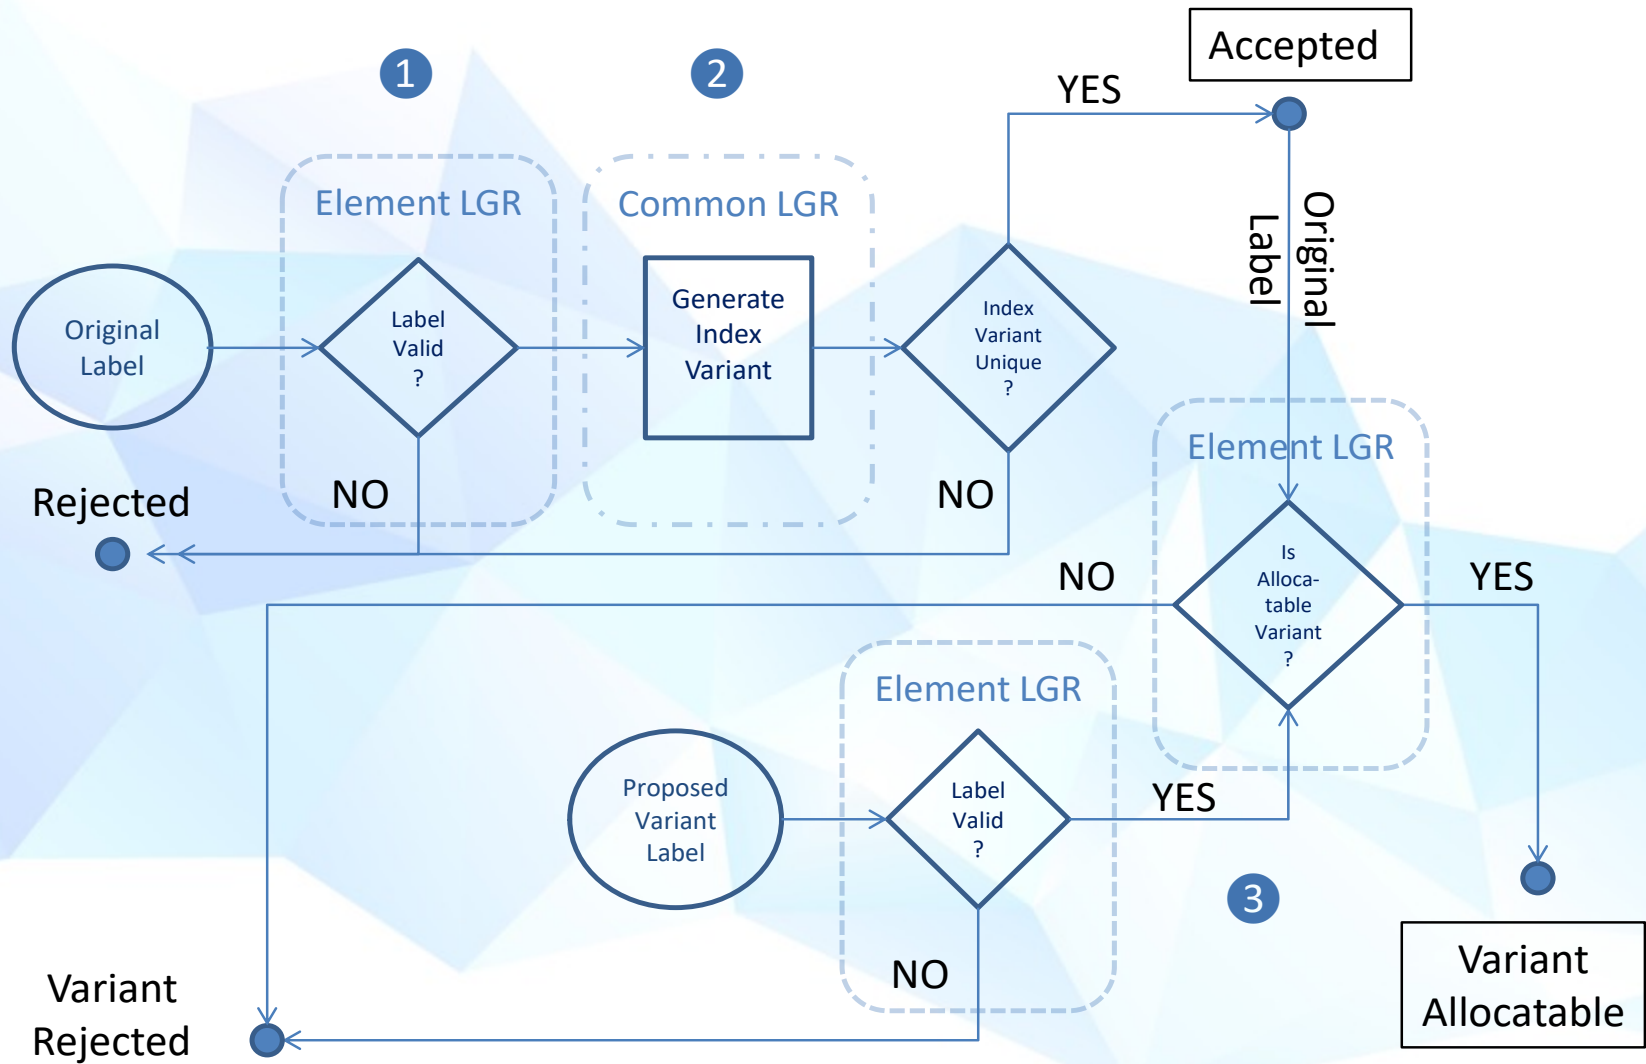 1
2
Accepted
YES
Element LGR
Common LGR
Original
Label
Original
Label
Label
Valid
?
Generate
Index
Variant
Index
Variant
Unique
?
Element LGR
Rejected
NO
NO
Is
Alloca-
table
Variant
?
NO
YES
Element LGR
Proposed
Variant
Label
Label
Valid
?
YES
3
NO
Variant
Rejected
Variant
Allocatable